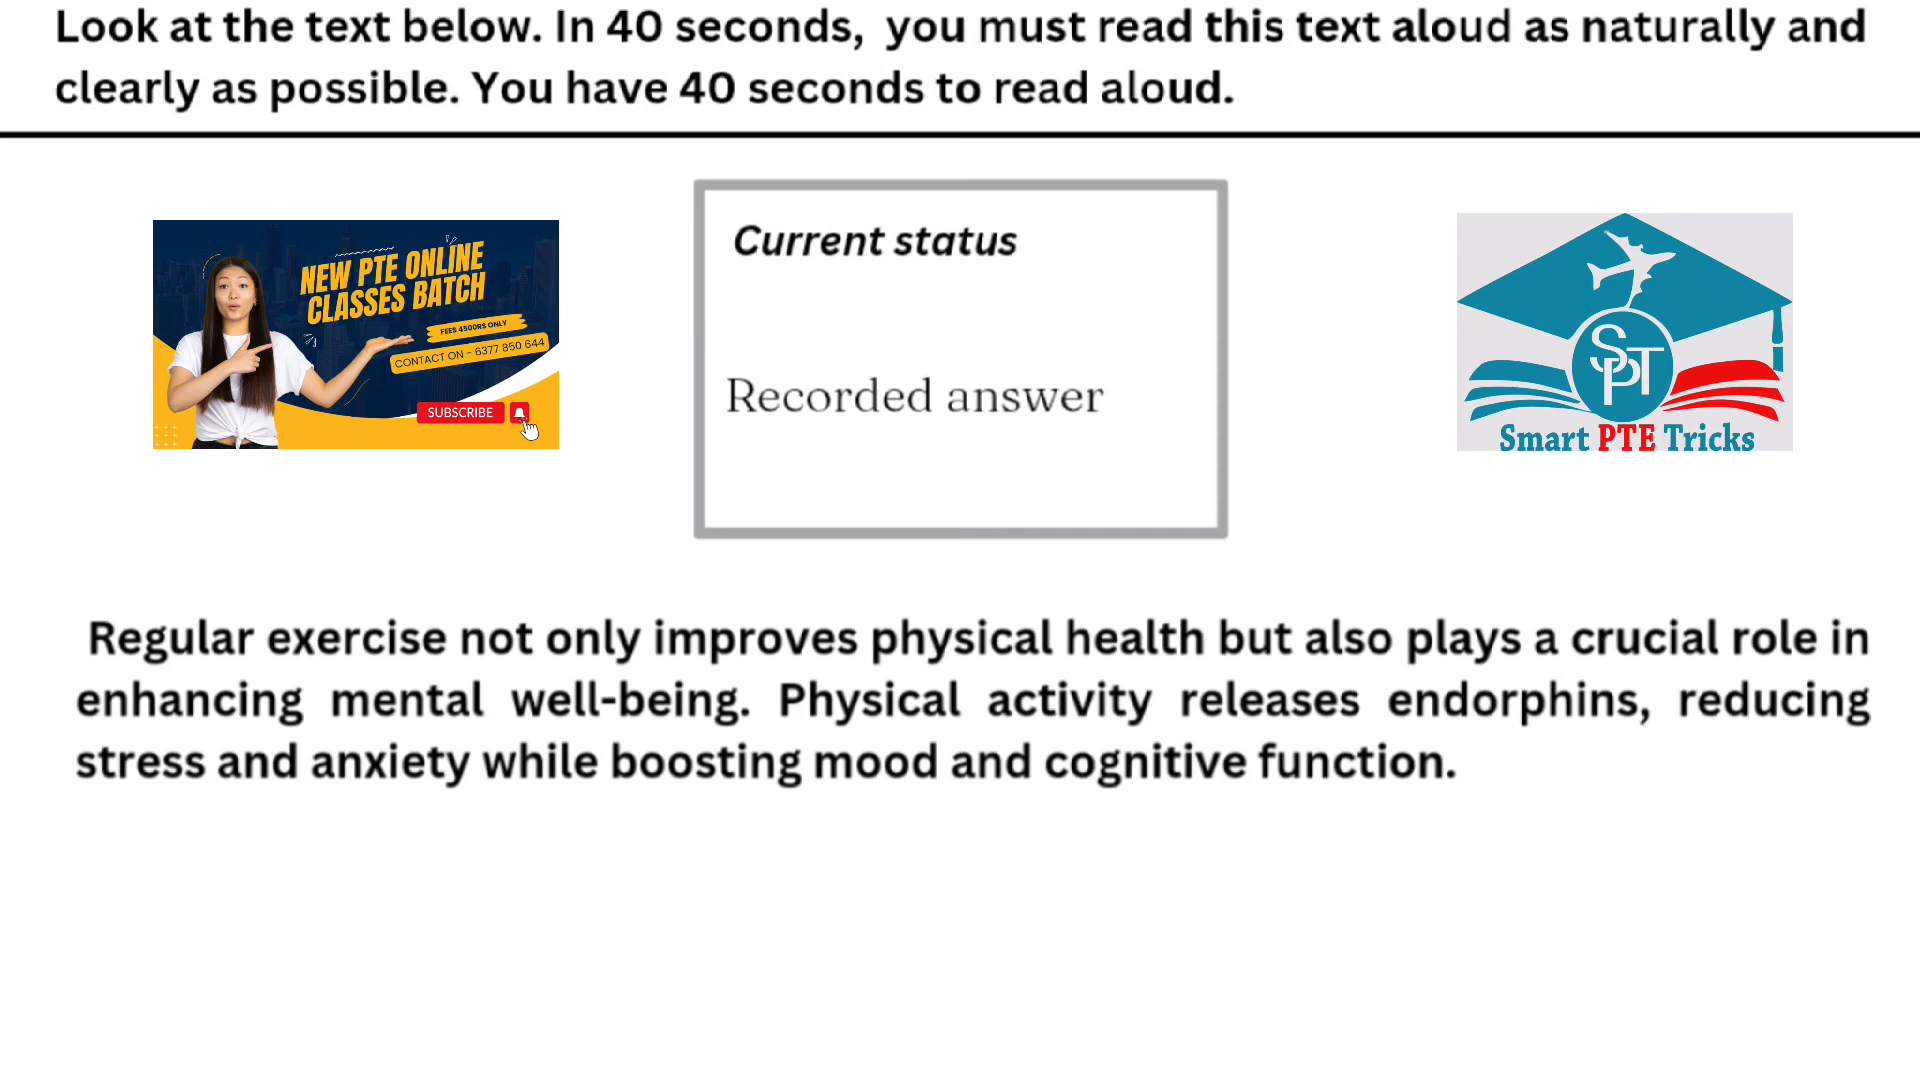 Look at the text below. In 40 seconds, you must read this text aloud as naturally and
clearly as possible. You have 40 seconds to read aloud.
NEW PTE ONLINE
CLASSES BATCH
FEES 4500RS ONLY
CONTACT ON - 6377 850 644
SUBSCRIBE
Current status
Recorded answer
SPT
Smart PTE Tricks
Regular exercise not only improves physical health but also plays a crucial role in
enhancing mental well-being. Physical activity releases endorphins, reducing
stress and anxiety while boosting mood and cognitive function.